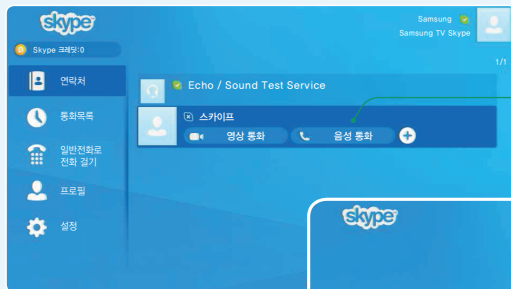 skype
Samsung
Samsung TV Skype
Skype 크레딧:0
1/1
연락처
Echo / Sound Test Service
스카이프
통화목록
영상 통화
음성 통화
일반전화로
전화 걸기
프로필
설정
skype